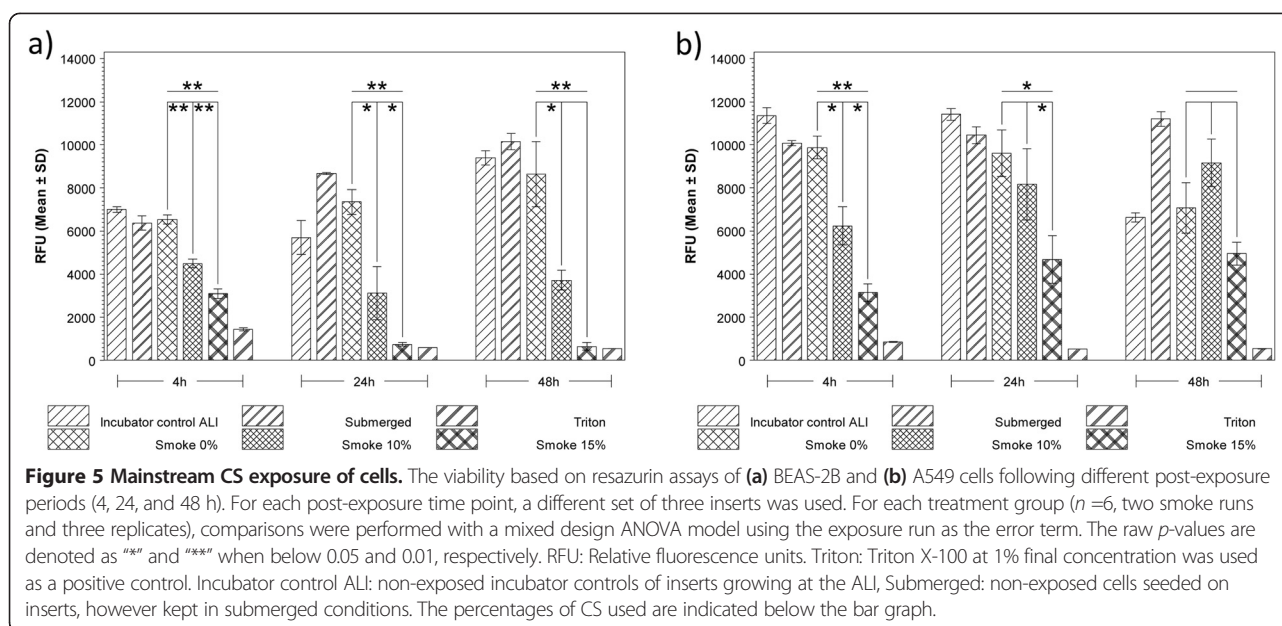 a)
14000
12000
10000
8000
6000
4000
2000
0
RFU (Mean ± SD)
**
** **
**
* *
**
*
4h 24h 48h
Incubator control ALI Submerged Triton
Smoke 0% Smoke 10% Smoke 15%
b)
14000
12000
10000
8000
6000
4000
2000
0
RFU (Mean ± SD)
**
* *
*
*
4h 24h 48h
Incubator control ALI Submerged Triton
Smoke 0% Smoke 10% Smoke 15%
Figure 5 Mainstream CS exposure of cells. The viability based on resazurin assays of (a) BEAS-2B and (b) A549 cells following different post-exposure
periods (4, 24, and 48 h). For each post-exposure time point, a different set of three inserts was used. For each treatment group (n =6, two smoke runs
and three replicates), comparisons were performed with a mixed design ANOVA model using the exposure run as the error term. The raw p-values are
denoted as “*” and “**” when below 0.05 and 0.01, respectively. RFU: Relative fluorescence units. Triton: Triton X-100 at 1% final concentration was used
as a positive control. Incubator control ALI: non-exposed incubator controls of inserts growing at the ALI, Submerged: non-exposed cells seeded on
inserts, however kept in submerged conditions. The percentages of CS used are indicated below the bar graph.